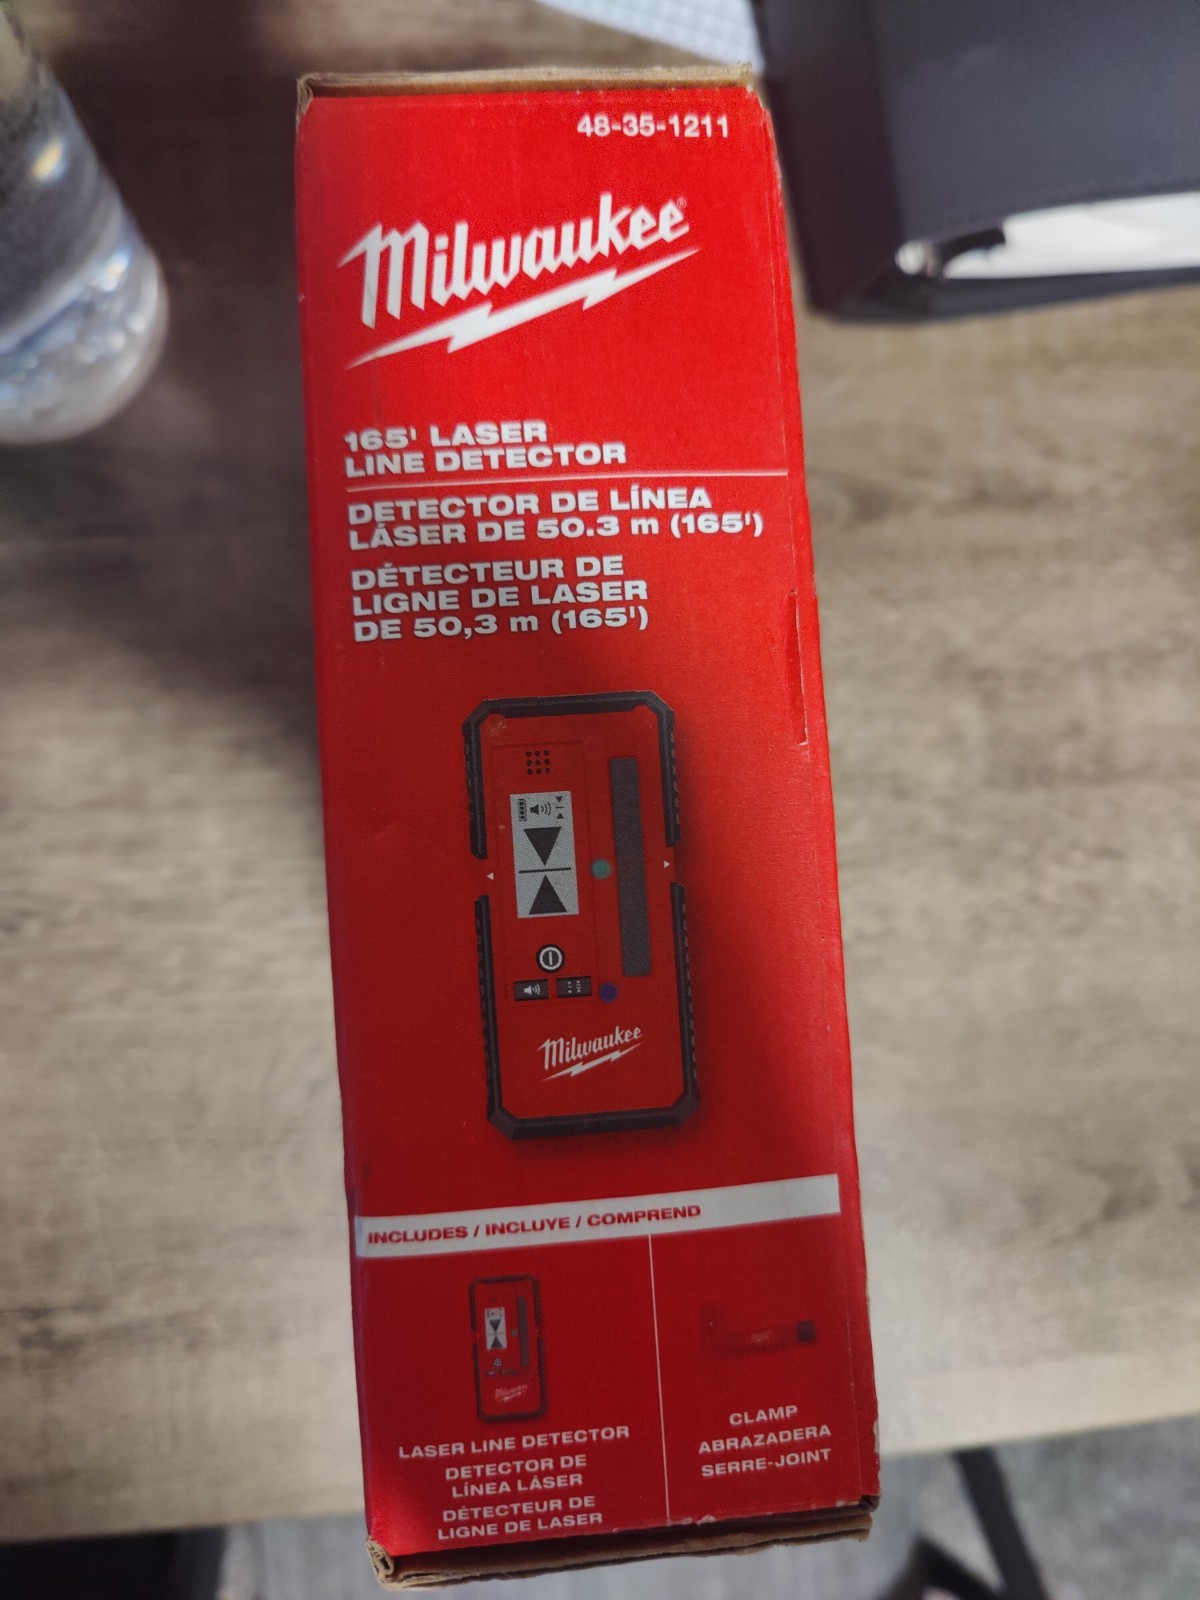 48-35-1211
Milwaukee®
165' LASER
LINE DETECTOR
DETECTOR DE LÍNEA
LÁSER DE 50.3 m (165')
DÉTECTEUR DE
LIGNE DE LASER
DE 50,3 m (165')
Milwaukee
INCLUDES / INCLUYE / COMPREND
Milwaukee
LASER LINE DETECTOR
DETECTOR DE
LÍNEA LÁSER
DÉTECTEUR DE
LIGNE DE LASER
CLAMP
ABRAZADERA
SERRE-JOINT